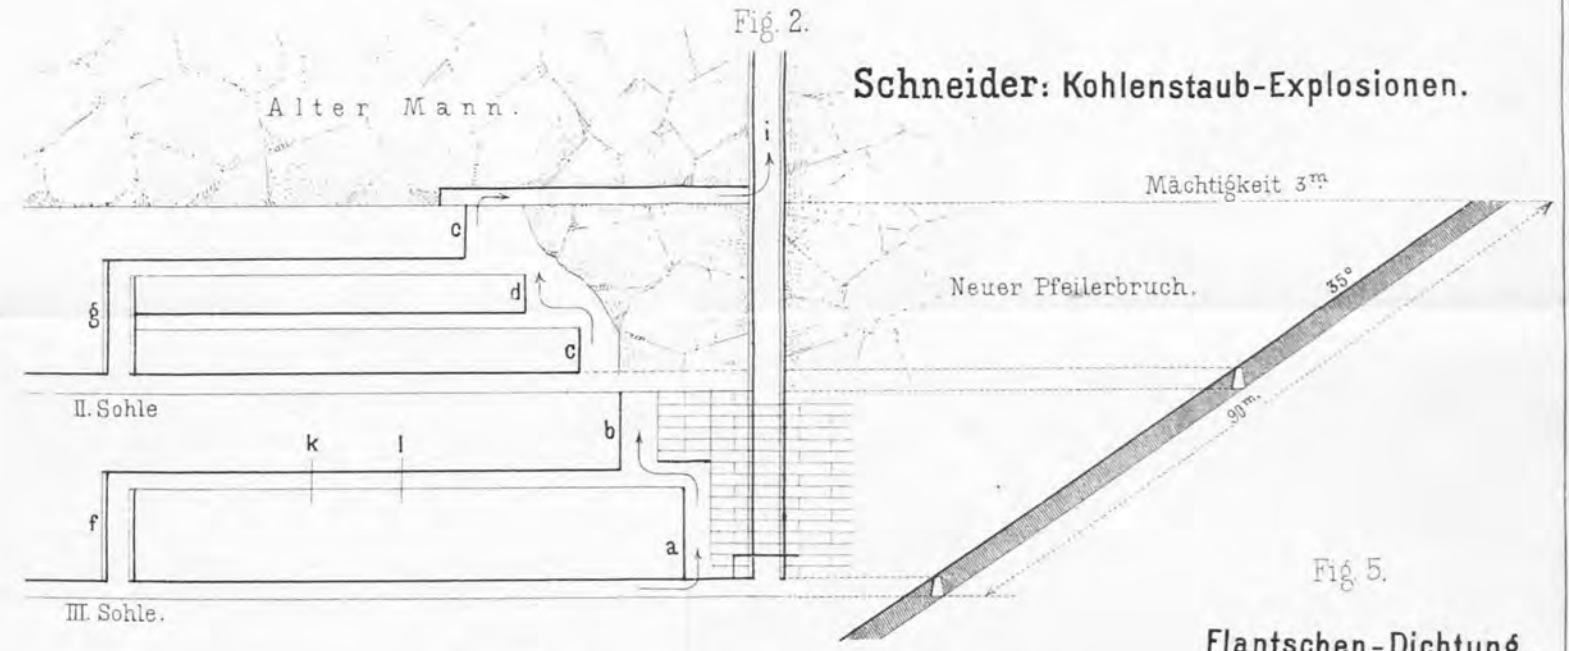 Fig. 2.
Schneider: Kohlenstaub-Explosionen.
Alter Mann.
i
Mächtigkeit 3m.
c
35°
d
Neuer Pfeilerbruch.
g
c
II. Sohle
90m.
b
k l
f
a
Fig 5.
III. Sohle.
Flantschen-Dichtung